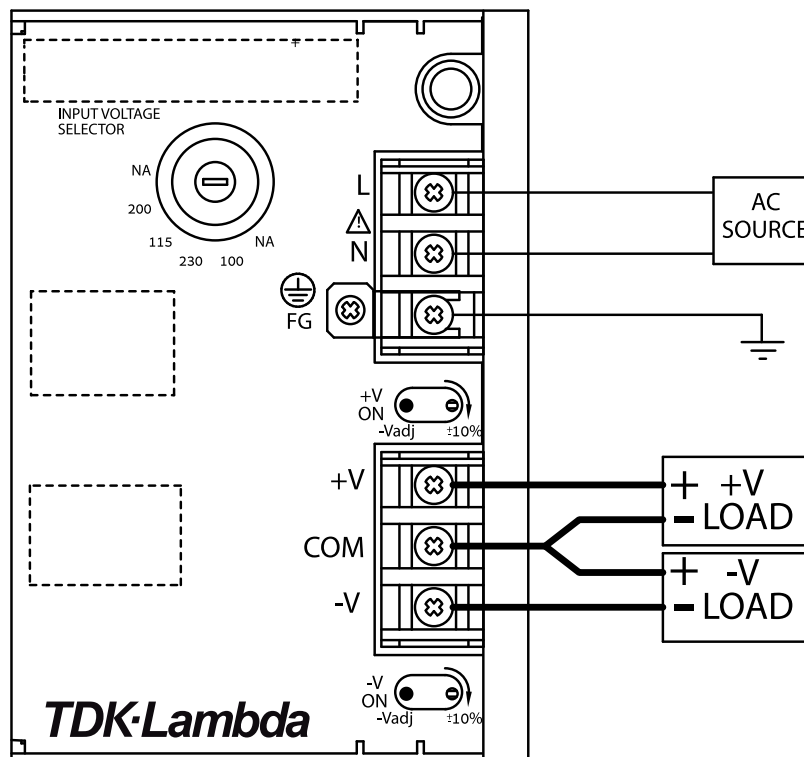 INPUT VOLTAGE
SELECTOR
NA
200
115
230
100
NA
L
N
FG
AC
SOURCE
+V
ON
-Vadj
±10%
+V
COM
-V
+ +V
- LOAD
+ -V
- LOAD
-V
ON
-Vadj
±10%
TDK·Lambda